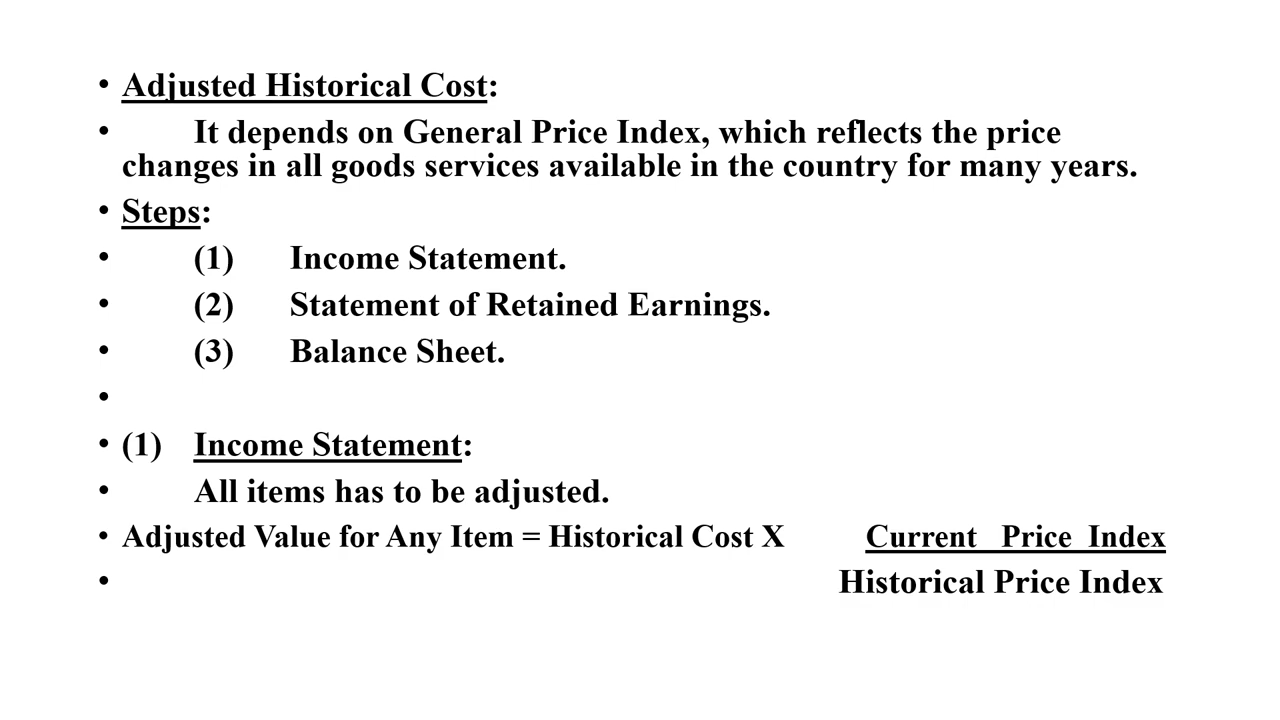 • Adjusted Historical Cost:
• It depends on General Price Index, which reflects the price
changes in all goods services available in the country for many years.
• Steps:
• (1) Income Statement.
• (2) Statement of Retained Earnings.
• (3) Balance Sheet.
•
• (1) Income Statement:
• All items has to be adjusted.
• Adjusted Value for Any Item = Historical Cost X Current Price Index
• Historical Price Index